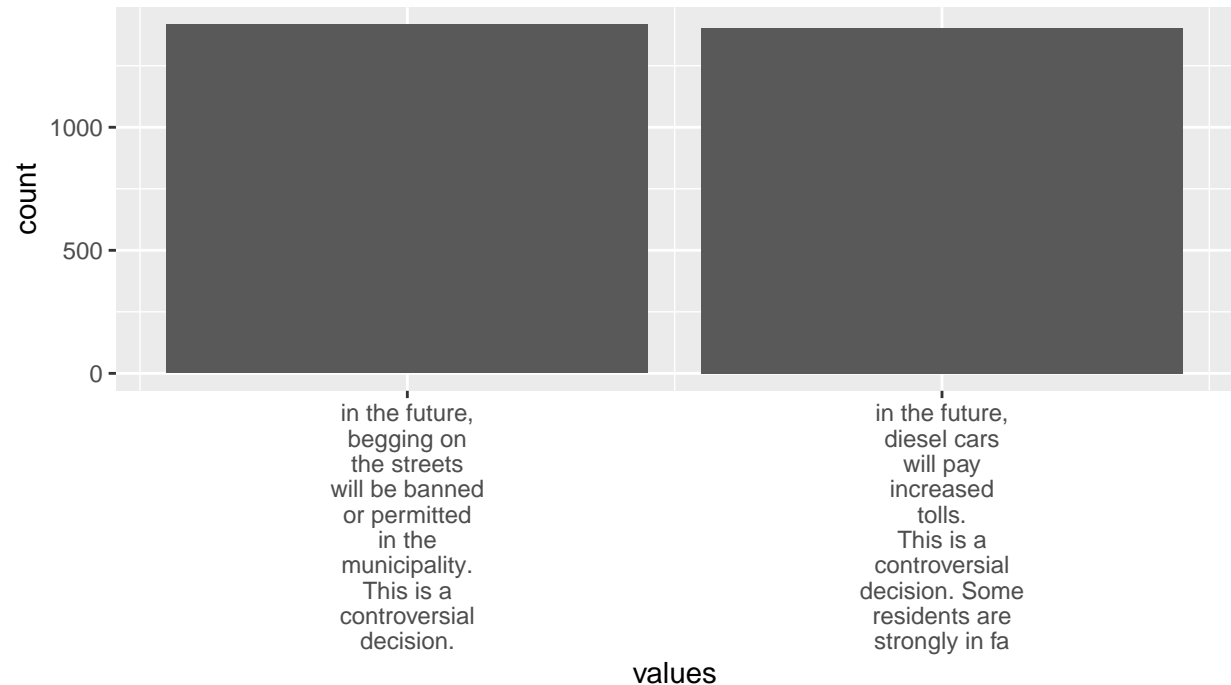 1000
500
0
count
in the future,
begging on
the streets
will be banned
or permitted
in the
municipality.
This is a
controversial
decision.
in the future,
diesel cars
will pay
increased
tolls.
This is a
controversial
decision. Some
residents are
strongly in fa
values